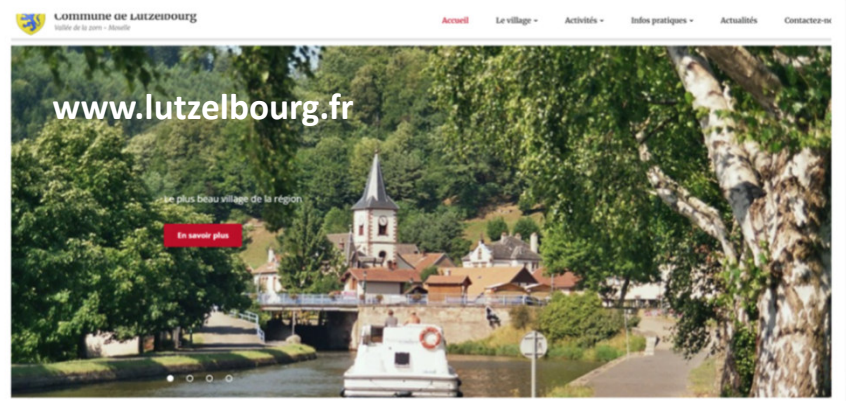 Commune de Lutzelbourg
Vallée de la zorn - Moselle
Accueil Le village Activités Infos pratiques Actualités Contactez-no
www.lutzelbourg.fr
Le plus beau village de la région
En savoir plus